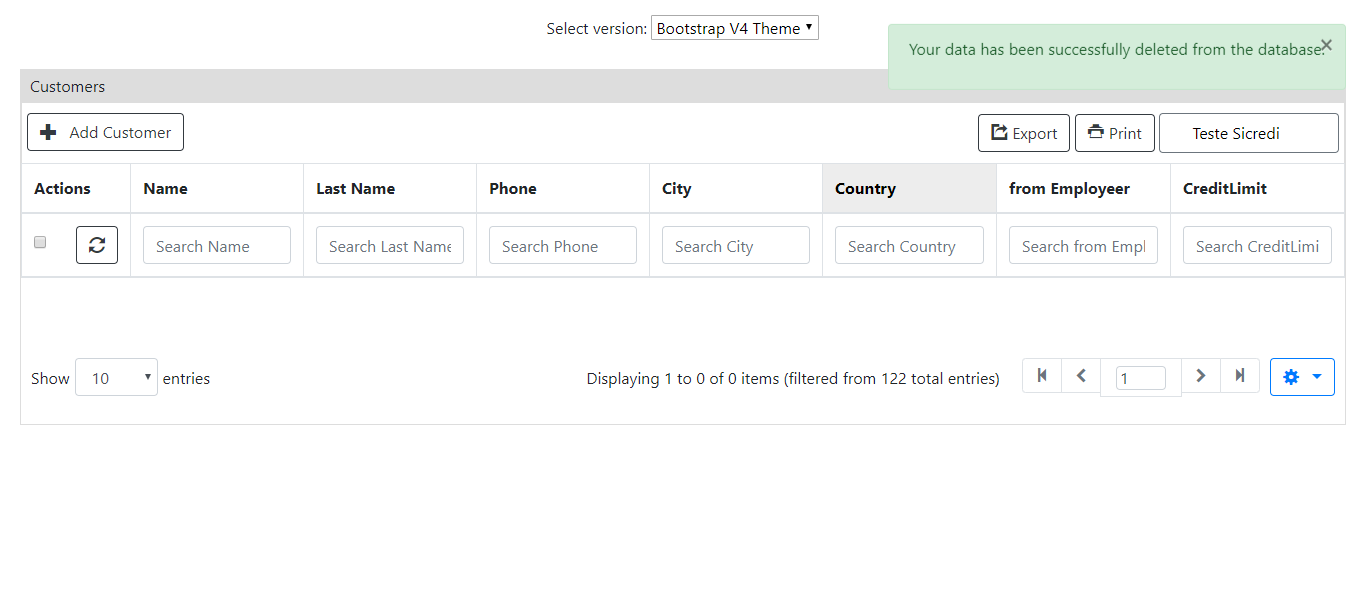 Select version: Bootstrap V4 Theme
Your data has been successfully deleted from the database.
×
Customers
Add Customer Export Print Teste Sicredi
Actions Name Last Name Phone City Country from Employeer CreditLimit
Search Name Search Last Name Search Phone Search City Search Country Search from Empl Search CreditLimi
Show 10 entries Displaying 1 to 0 of 0 items (filtered from 122 total entries) 1